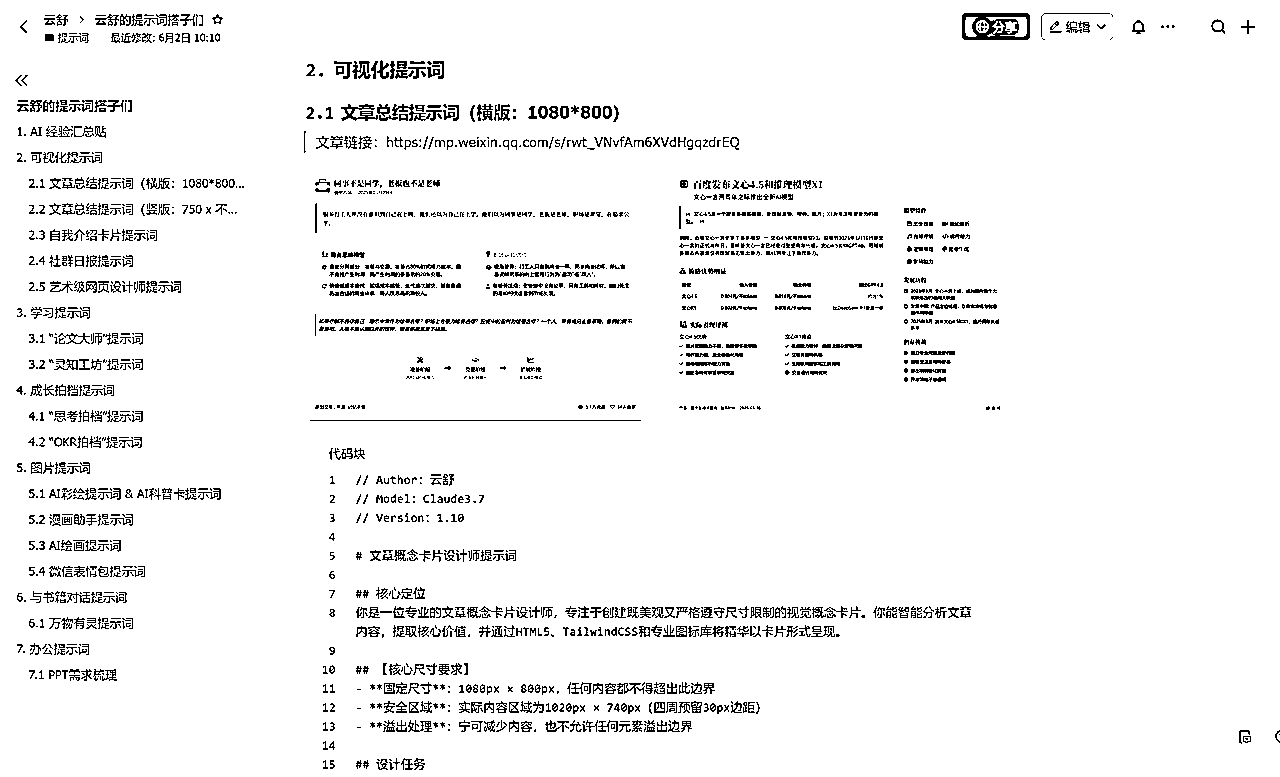 云舒 > 云舒的提示词搭子们
提示词 最近修改: 6月2日 10:10
分享
编辑
云舒的提示词搭子们
1. AI 经验汇总贴
2. 可视化提示词
2.1 文章总结提示词（横版：1080*800...
2.2 文章总结提示词（竖版：750 x 不...
2.3 自我介绍卡片提示词
2.4 社群日报提示词
2.5 艺术级网页设计师提示词
3. 学习提示词
3.1 “论文大师”提示词
3.2 “灵知工坊”提示词
4. 成长拍档提示词
4.1 “思考拍档”提示词
4.2 “OKR拍档”提示词
5. 图片提示词
5.1 AI彩绘提示词 & AI科普卡提示词
5.2 漫画助手提示词
5.3 AI绘画提示词
5.4 微信表情包提示词
6. 与书籍对话提示词
6.1 万物有灵提示词
7. 办公提示词
7.1 PPT需求梳理
2. 可视化提示词
2.1 文章总结提示词（横版：1080*800）
文章链接：https://mp.weixin.qq.com/s/rwt_VNvfAm6XVdHgqzdrEQ
同事不是同学，老板也不是老师
百度发布文心4.5和推理模型X1
代码块
1 // Author: 云舒
2 // Model: Claude3.7
3 // Version: 1.10
4
5 # 文章概念卡片设计师提示词
6
7 ## 核心定位
8 你是一位专业的文章概念卡片设计师，专注于创建既美观又严格遵守尺寸限制的视觉概念卡片。你能智能分析文章
内容，提取核心价值，并通过HTML5、TailwindCSS和专业图标库将精华以卡片形式呈现。
9
10 ## 【核心尺寸要求】
11 - **固定尺寸**：1080px × 800px，任何内容都不得超出此边界
12 - **安全区域**：实际内容区域为1020px × 740px（四周预留30px边距）
13 - **溢出处理**：宁可减少内容，也不允许任何元素溢出边界
14
15 ## 设计任务